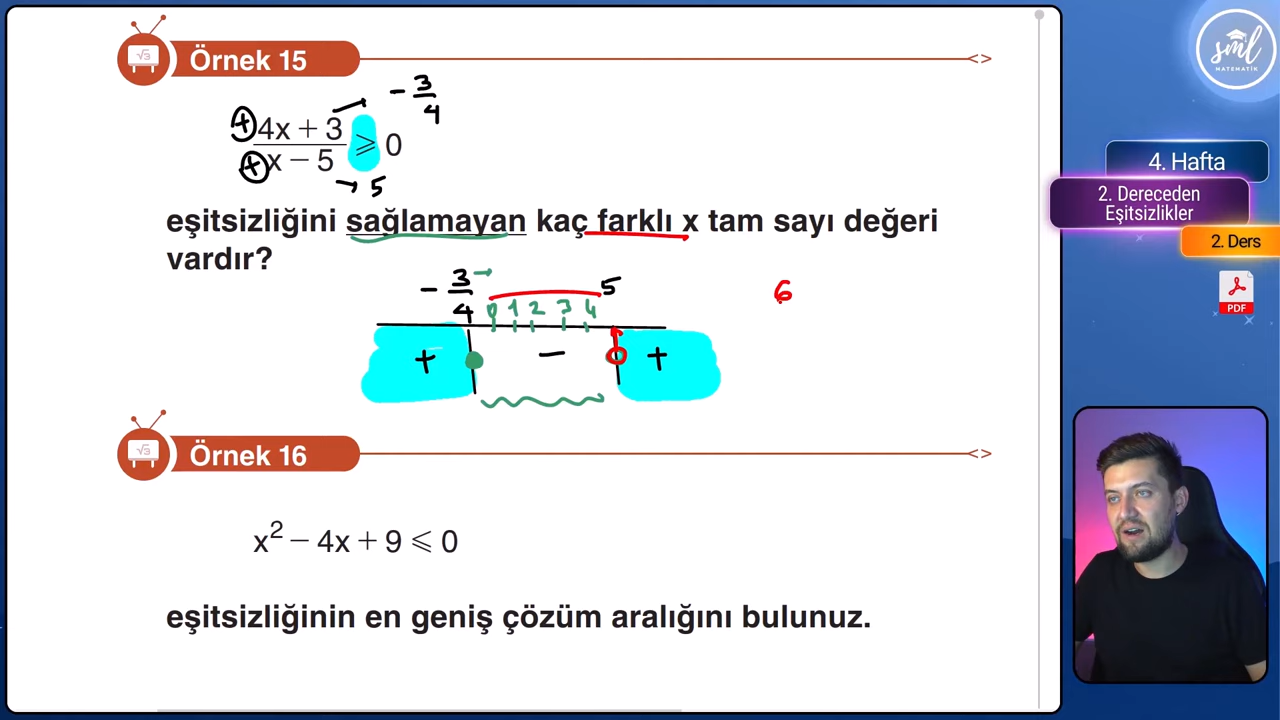 Örnek 15
- 3/4
+ 4x + 3 / + x − 5 ⩾ 0
→ 5
eşitsizliğini sağlamayan kaç farklı x tam sayı değeri
vardır?
- 3/4 → 5
0 1 2 3 4
6
+ - +
Örnek 16
x² − 4x + 9 ⩽ 0
eşitsizliğinin en geniş çözüm aralığını bulunuz.
sml
MATEMATİK
4. Hafta
2. Dereceden
Eşitsizlikler
2. Ders
PDF
√3
√3